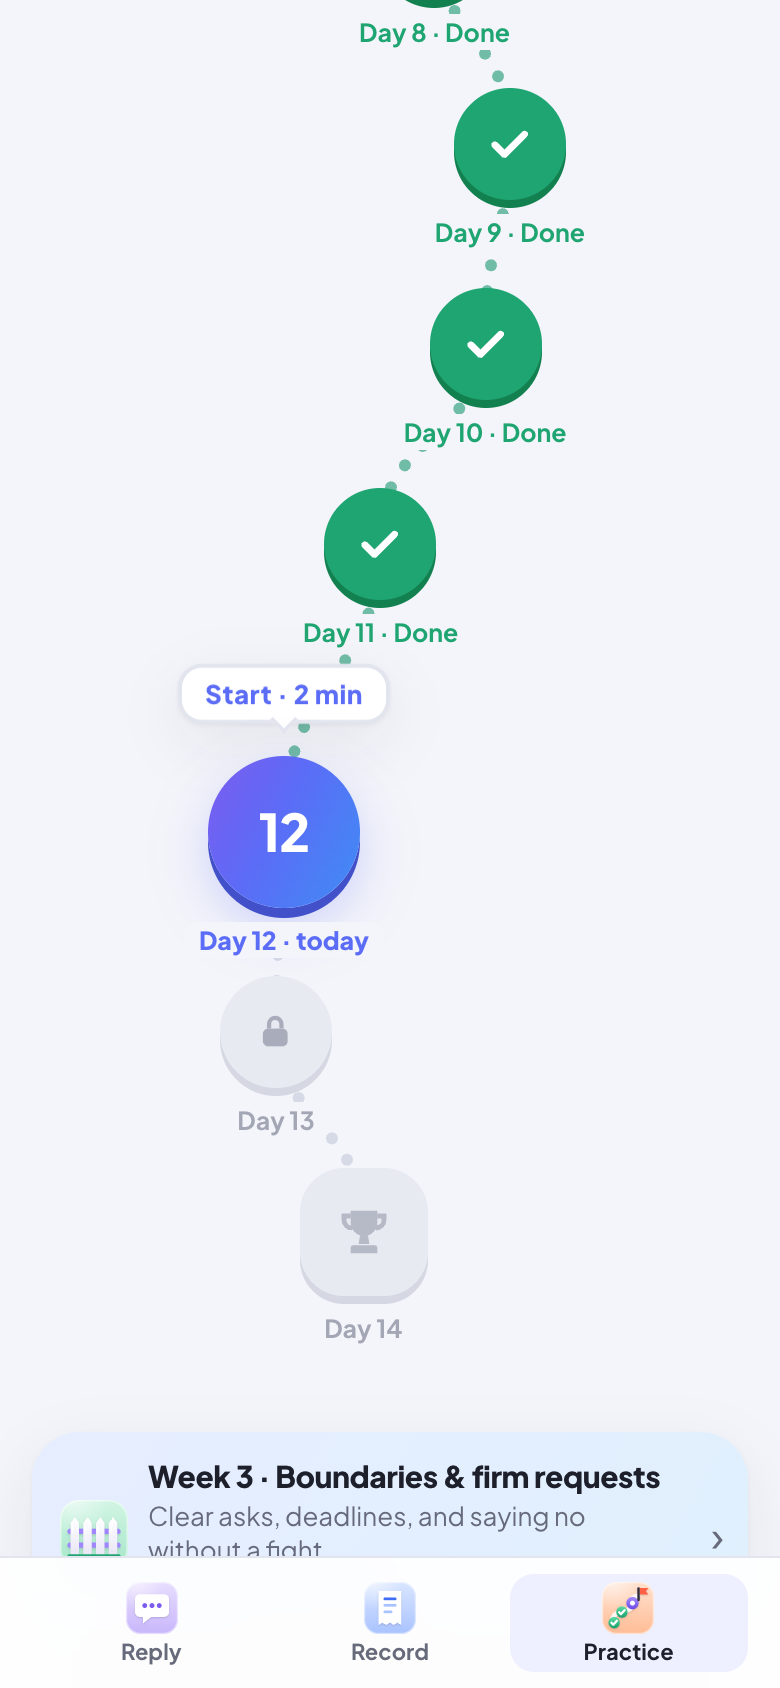 Day 8 · Done
Day 9 · Done
Day 10 · Done
Day 11 · Done
Start · 2 min
12
Day 12 · today
Day 13
Day 14
Week 3 · Boundaries & firm requests
Clear asks, deadlines, and saying no
without a fight
Reply
Record
Practice